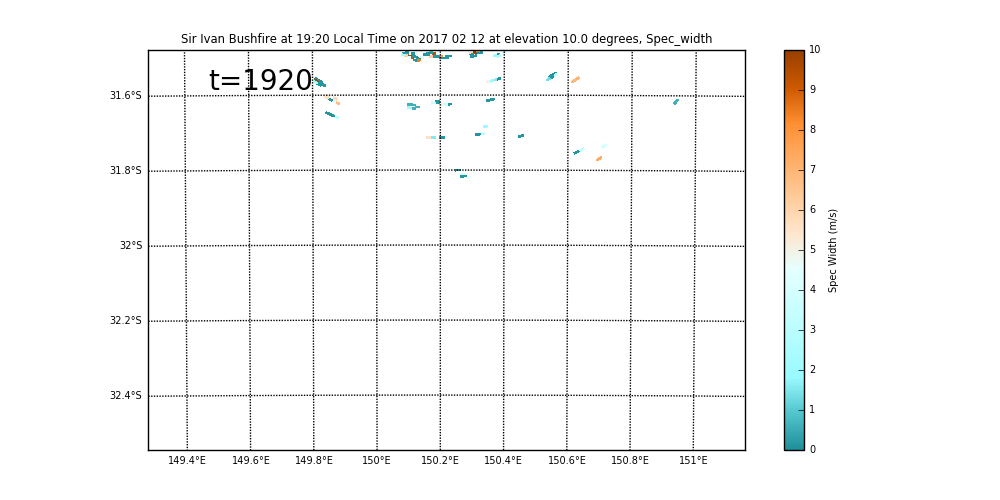 Sir Ivan Bushfire at 19:20 Local Time on 2017 02 12 at elevation 10.0 degrees, Spec_width
t=1920
31.6°S
31.8°S
32°S
32.2°S
32.4°S
149.4°E 149.6°E 149.8°E 150°E 150.2°E 150.4°E 150.6°E 150.8°E 151°E
10
9
8
7
6
5
4
3
2
1
0
Spec Width (m/s)